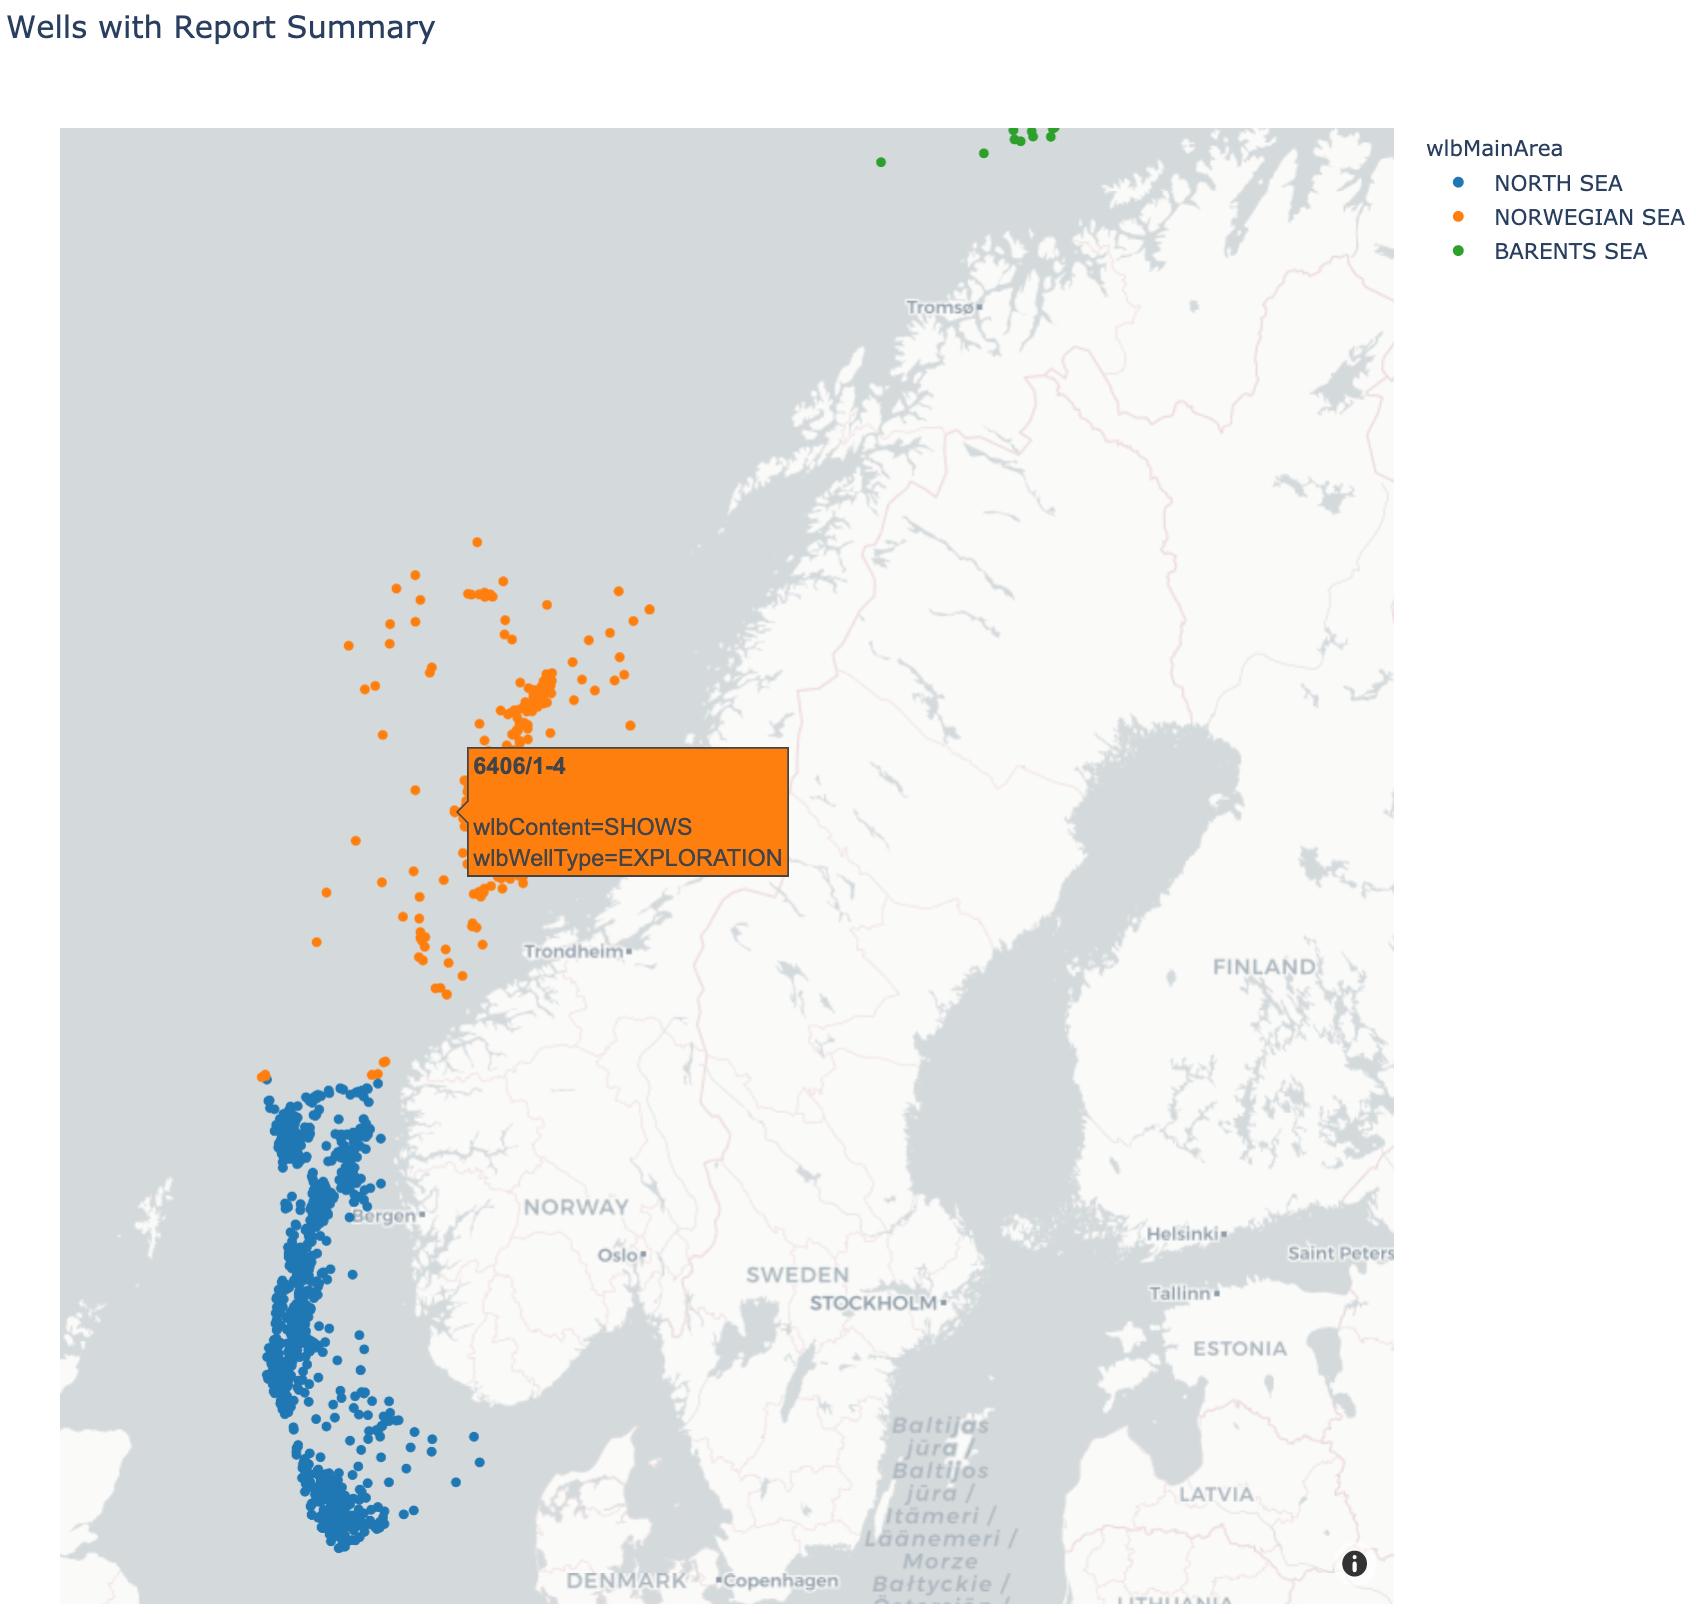 Wells with Report Summary
wlbMainArea
NORTH SEA
NORWEGIAN SEA
BARENTS SEA
Tromsø
6406/1-4
wlbContent=SHOWS
wlbWellType=EXPLORATION
Trondheim
FINLAND
NORWAY
Bergen
Helsinki
Oslo
Saint Peters
SWEDEN
Tallinn
STOCKHOLM
ESTONIA
Baltijas
jūra /
Baltijos
jūra /
Itämeri /
Läänemeri /
Morze
Bałtyckie /
LATVIA
DENMARK
Copenhagen
LITHUANIA